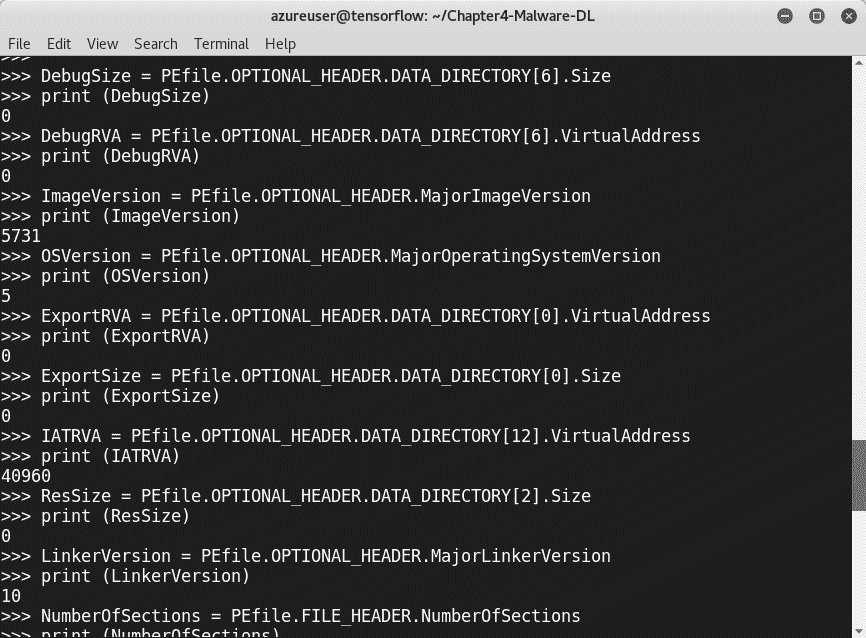 azureuser@tensorflow: ~/Chapter4-Malware-DL
File Edit View Search Terminal Help
>>>
>>> DebugSize = PEfile.OPTIONAL_HEADER.DATA_DIRECTORY[6].Size
>>> print (DebugSize)
0
>>> DebugRVA = PEfile.OPTIONAL_HEADER.DATA_DIRECTORY[6].VirtualAddress
>>> print (DebugRVA)
0
>>> ImageVersion = PEfile.OPTIONAL_HEADER.MajorImageVersion
>>> print (ImageVersion)
5731
>>> OSVersion = PEfile.OPTIONAL_HEADER.MajorOperatingSystemVersion
>>> print (OSVersion)
5
>>> ExportRVA = PEfile.OPTIONAL_HEADER.DATA_DIRECTORY[0].VirtualAddress
>>> print (ExportRVA)
0
>>> ExportSize = PEfile.OPTIONAL_HEADER.DATA_DIRECTORY[0].Size
>>> print (ExportSize)
0
>>> IATRVA = PEfile.OPTIONAL_HEADER.DATA_DIRECTORY[12].VirtualAddress
>>> print (IATRVA)
40960
>>> ResSize = PEfile.OPTIONAL_HEADER.DATA_DIRECTORY[2].Size
>>> print (ResSize)
0
>>> LinkerVersion = PEfile.OPTIONAL_HEADER.MajorLinkerVersion
>>> print (LinkerVersion)
10
>>> NumberOfSections = PEfile.FILE_HEADER.NumberOfSections
>>> print (NumberOfSections)